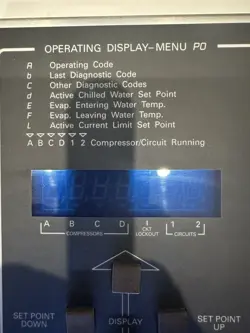 OPERATING DISPLAY–MENU P0
A Operating Code
b Last Diagnostic Code
C Other Diagnostic Codes
d Active Chilled Water Set Point
E Evap. Entering Water Temp.
F Evap. Leaving Water Temp.
L Active Current Limit Set Point
A B C D 1 2 Compressor/Circuit Running
A B C D 1 2
COMPRESSORS CKT LOCKOUT CIRCUITS
SET POINT DOWN
DISPLAY
SET POINT UP